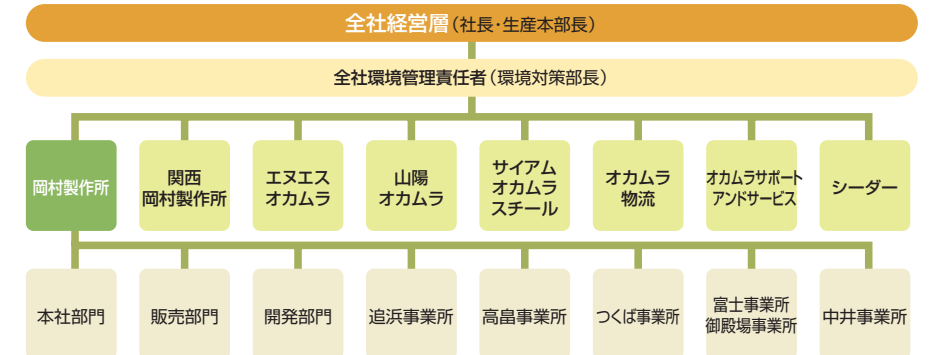 全社経営層(社長・生産本部長)
全社環境管理責任者(環境対策部長)
岡村製作所
関西
岡村製作所
エヌエス
オカムラ
山陽
オカムラ
サイアム
オカムラ
スチール
オカムラ
物流
オカムラサポート
アンドサービス
シーダー
本社部門
販売部門
開発部門
追浜事業所
高畠事業所
つくば事業所
富士事業所
御殿場事業所
中井事業所